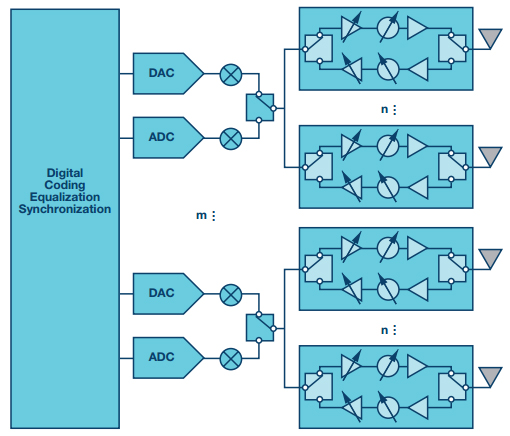 Digital
Coding
Equalization
Synchronization
DAC
ADC
m ⋮
DAC
ADC
n ⋮
n ⋮